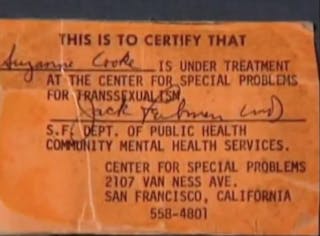 THIS IS TO CERTIFY THAT
Suzanne Cooke IS UNDER TREATMENT
AT THE CENTER FOR SPECIAL PROBLEMS
FOR TRANSSEXUALISM
Jack
S.F. DEPT. OF PUBLIC HEALTH
COMMUNITY MENTAL HEALTH SERVICES.
CENTER FOR SPECIAL PROBLEMS
2107 VAN NESS AVE.
SAN FRANCISCO, CALIFORNIA
558-4801